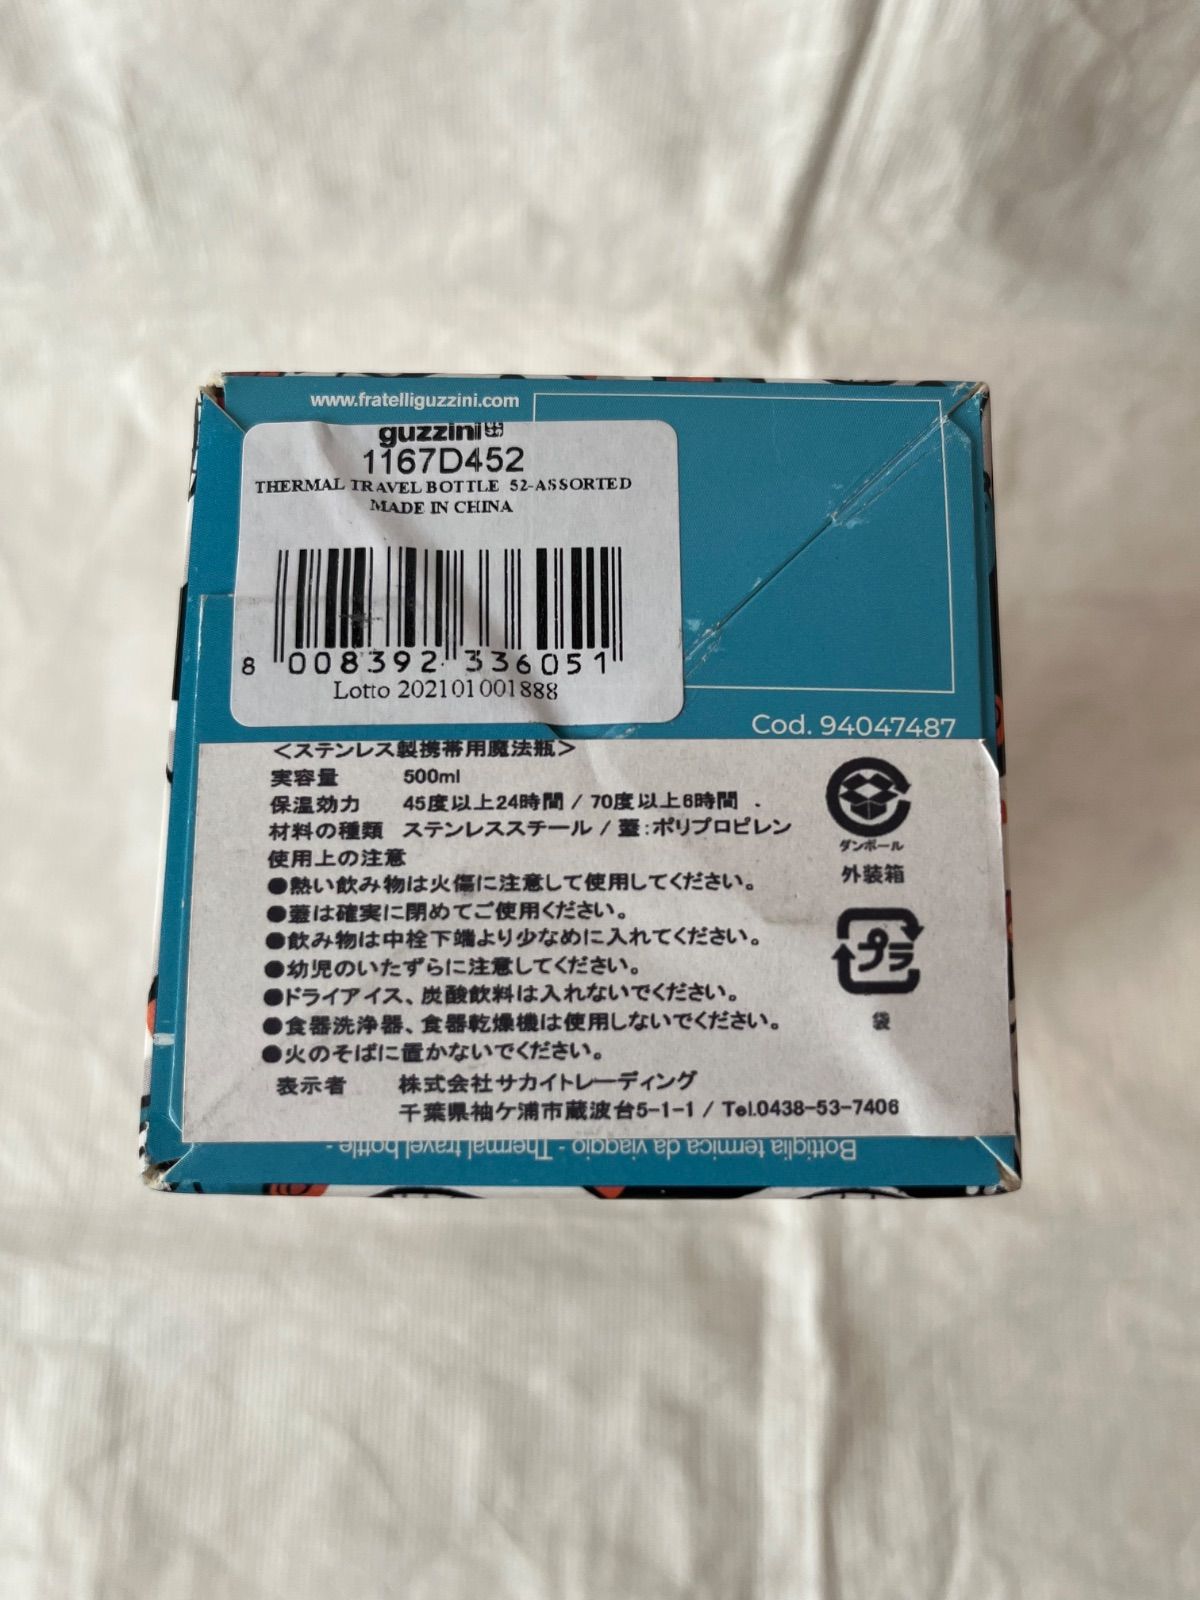 www.fratelliguzzini.com
guzzini
1167D452
THERMAL TRAVEL BOTTLE 52-ASSORTED
MADE IN CHINA
8 008392 336051
Lotto 202101001888
Cod. 94047487
<ステンレス製携帯用魔法瓶>
実容量 500ml
保温効力 45度以上24時間 / 70度以上6時間
材料の種類 ステンレススチール / 蓋:ポリプロピレン
使用上の注意
●熱い飲み物は火傷に注意して使用してください。
●蓋は確実に閉めてご使用ください。
●飲み物は中栓下端より少なめに入れてください。
●幼児のいたずらに注意してください。
●ドライアイス、炭酸飲料は入れないでください。
●食器洗浄器、食器乾燥機は使用しないでください。
●火のそばに置かないでください。
表示者 株式会社サカイトレーディング
千葉県袖ケ浦市蔵波台5-1-1 / Tel.0438-53-7406
ダンボール
外装箱
プラ
袋
Bottiglia termica da viaggio - Thermal travel bottle -